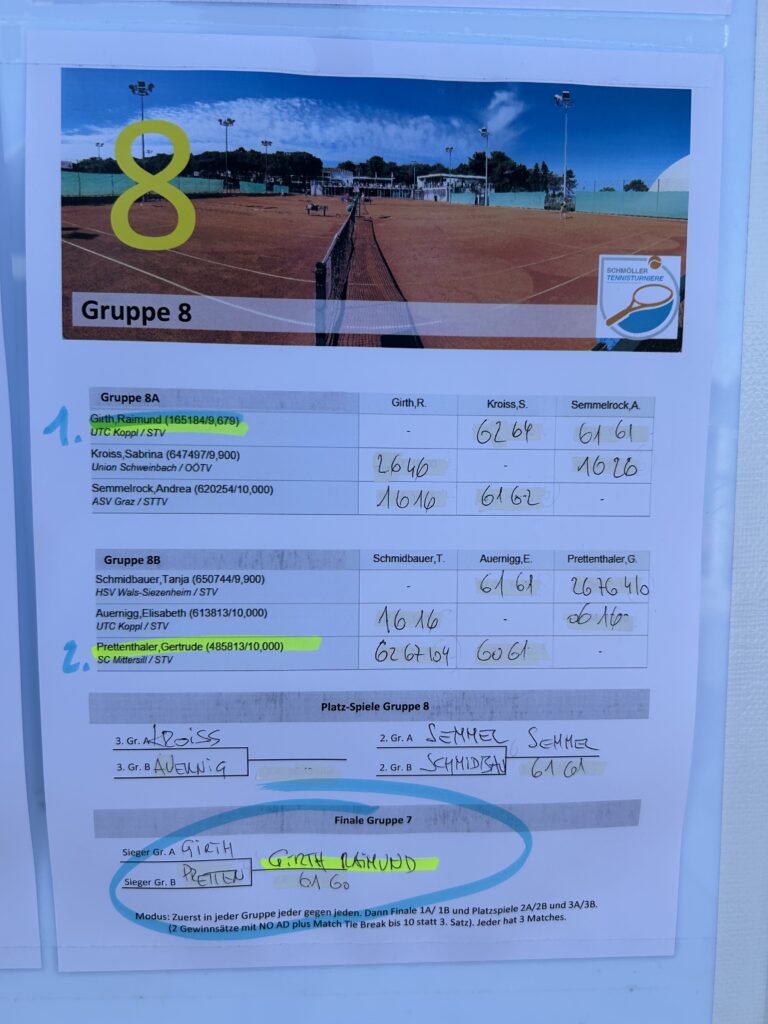 8
SCHMÖLLER
TENNISTURNIERE
Gruppe 8
Gruppe 8A Girth,R. Kroiss,S. Semmelrock,A.
1. Girth,Raimund (165184/9,679) - 62 64 61 61
UTC Koppl / STV
Kroiss,Sabrina (647497/9,900) 26 46 - 16 26
Union Schweinbach / OÖTV
Semmelrock,Andrea (620254/10,000) 16 16 61 62 -
ASV Graz / STTV
Gruppe 8B Schmidbauer,T. Auernigg,E. Prettenthaler,G.
Schmidbauer,Tanja (650744/9,900) - 61 61 26 76
HSV Wals-Siezenheim / STV
Auernigg,Elisabeth (613813/10,000) 16 16 - 06 16
UTC Koppl / STV
2. Prettenthaler,Gertrude (485813/10,000) 62 67 104 60 61 -
SC Mittersill / STV
Platz-Spiele Gruppe 8
3. Gr. A KROISS 2. Gr. A SEMMEL SEMMEL
3. Gr. B AUERNIG 2. Gr. B SCHMIDBAU 61 61
Finale Gruppe 7
Sieger Gr. A GIRTH GIRTH RAIMUND
Sieger Gr. B PRETTEN 61 60
Modus: Zuerst in jeder Gruppe jeder gegen jeden. Dann Finale 1A/ 1B und Platzspiele 2A/2B und 3A/3B.
(2 Gewinnsätze mit NO AD plus Match Tie Break bis 10 statt 3. Satz). Jeder hat 3 Matches.